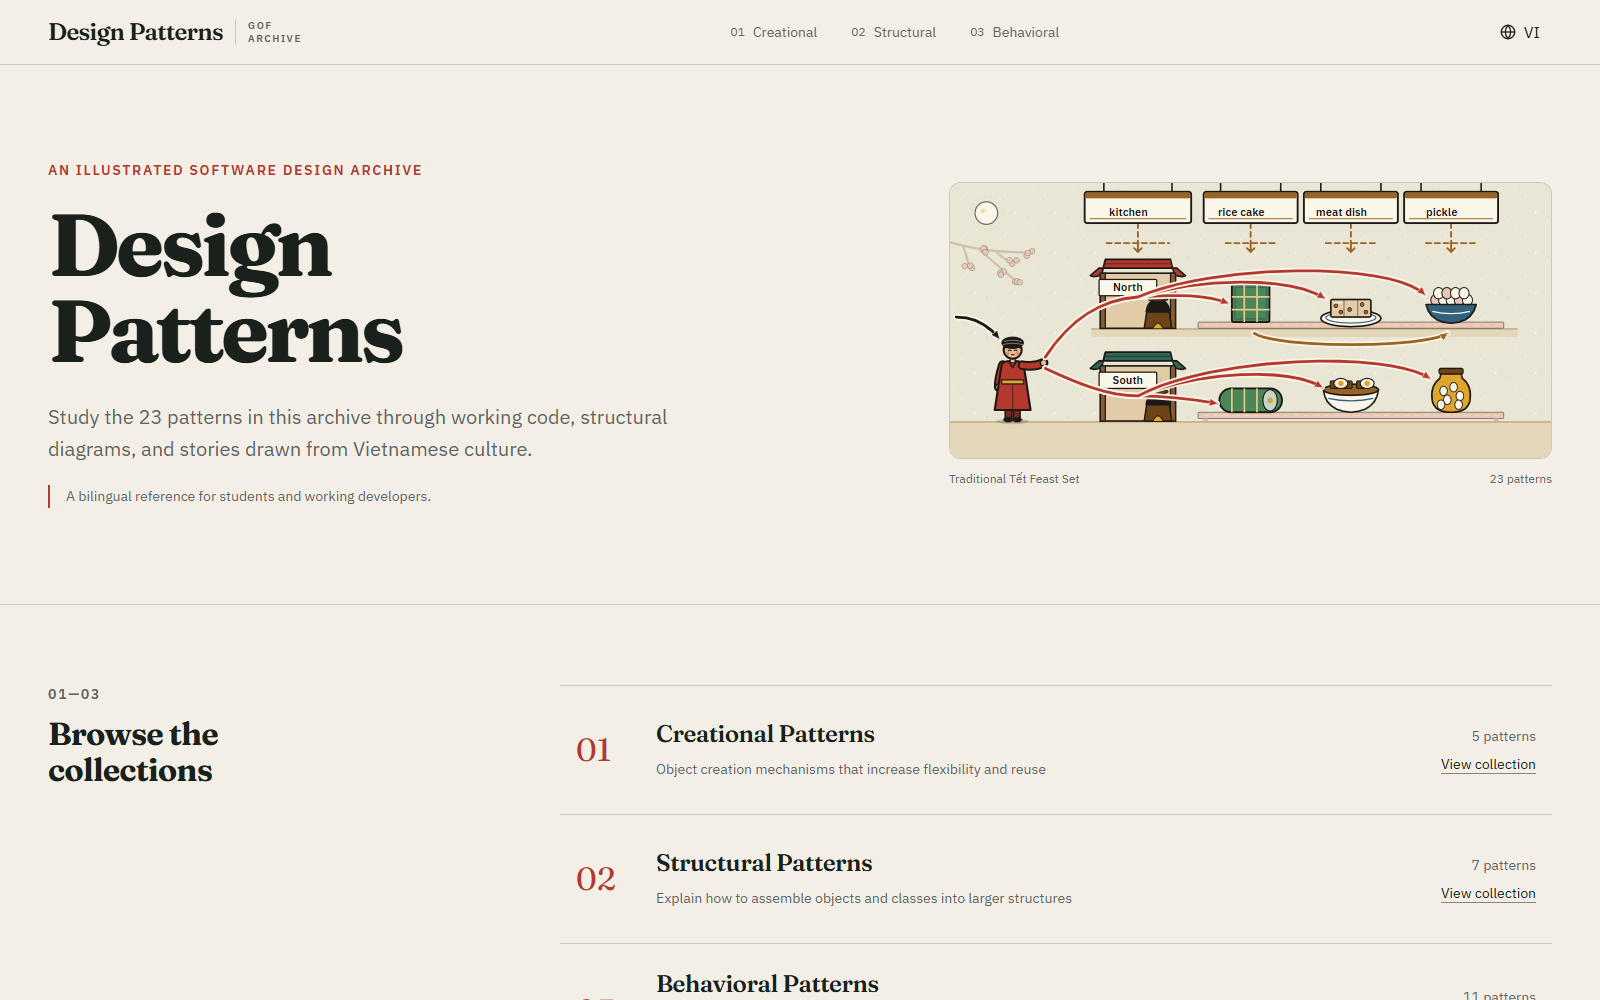 Design Patterns
GOF
ARCHIVE
01 Creational
02 Structural
03 Behavioral
VI
AN ILLUSTRATED SOFTWARE DESIGN ARCHIVE
Design
Patterns
Study the 23 patterns in this archive through working code, structural
diagrams, and stories drawn from Vietnamese culture.
A bilingual reference for students and working developers.
kitchen
rice cake
meat dish
pickle
North
South
Traditional Tết Feast Set
23 patterns
01—03
Browse the
collections
01
Creational Patterns
Object creation mechanisms that increase flexibility and reuse
5 patterns
View collection
02
Structural Patterns
Explain how to assemble objects and classes into larger structures
7 patterns
View collection
Behavioral Patterns
11 patterns